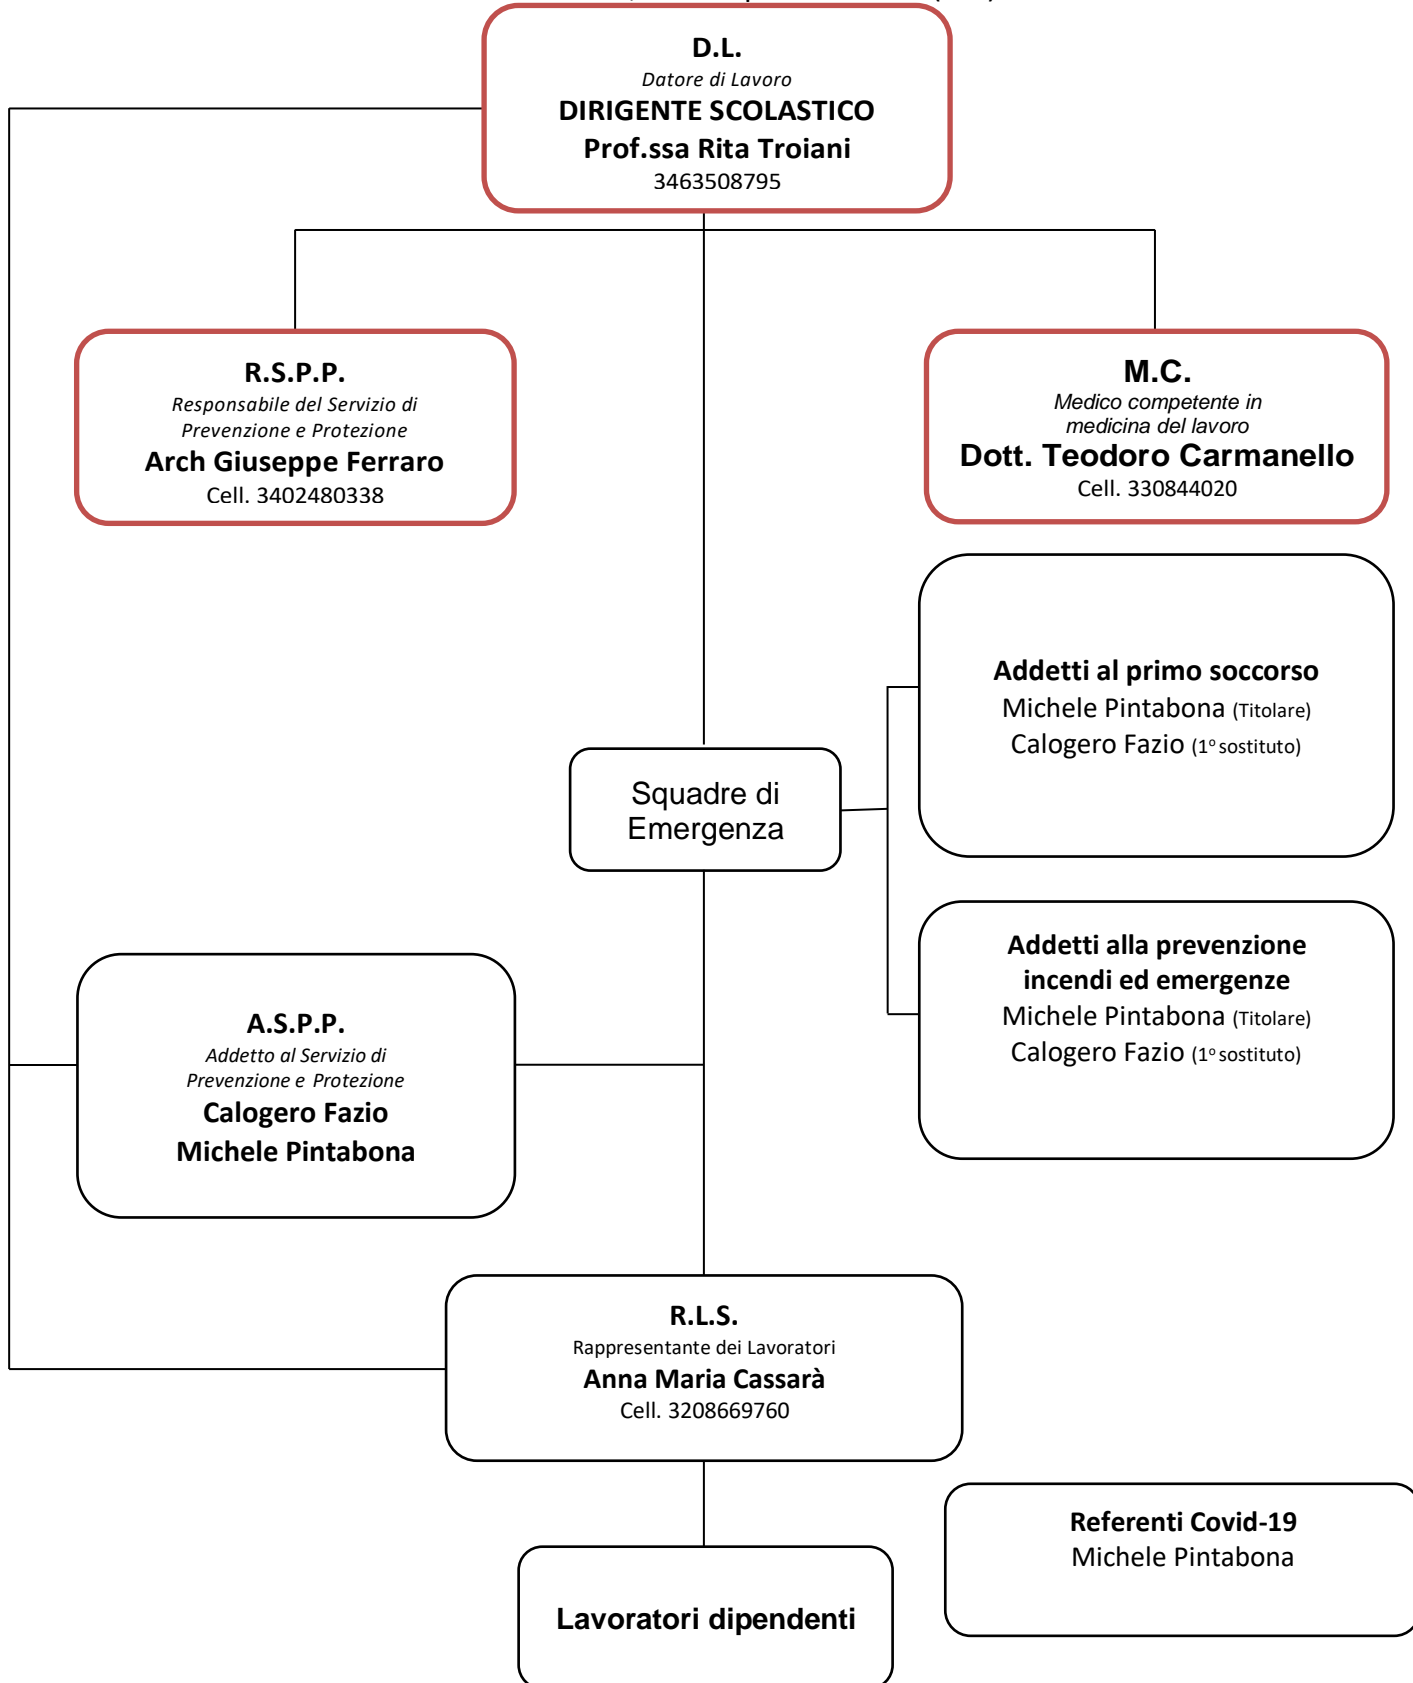 D.L.
Datore di Lavoro
DIRIGENTE SCOLASTICO
Prof.ssa Rita Troiani
3463508795
R.S.P.P.
Responsabile del Servizio di
Prevenzione e Protezione
Arch Giuseppe Ferraro
Cell. 3402480338
M.C.
Medico competente in
medicina del lavoro
Dott. Teodoro Carmanello
Cell. 330844020
Addetti al primo soccorso
Michele Pintabona (Titolare)
Calogero Fazio (1° sostituto)
Squadre di
Emergenza
Addetti alla prevenzione
incendi ed emergenze
Michele Pintabona (Titolare)
Calogero Fazio (1° sostituto)
A.S.P.P.
Addetto al Servizio di
Prevenzione e Protezione
Calogero Fazio
Michele Pintabona
R.L.S.
Rappresentante dei Lavoratori
Anna Maria Cassarà
Cell. 3208669760
Referenti Covid-19
Michele Pintabona
Lavoratori dipendenti